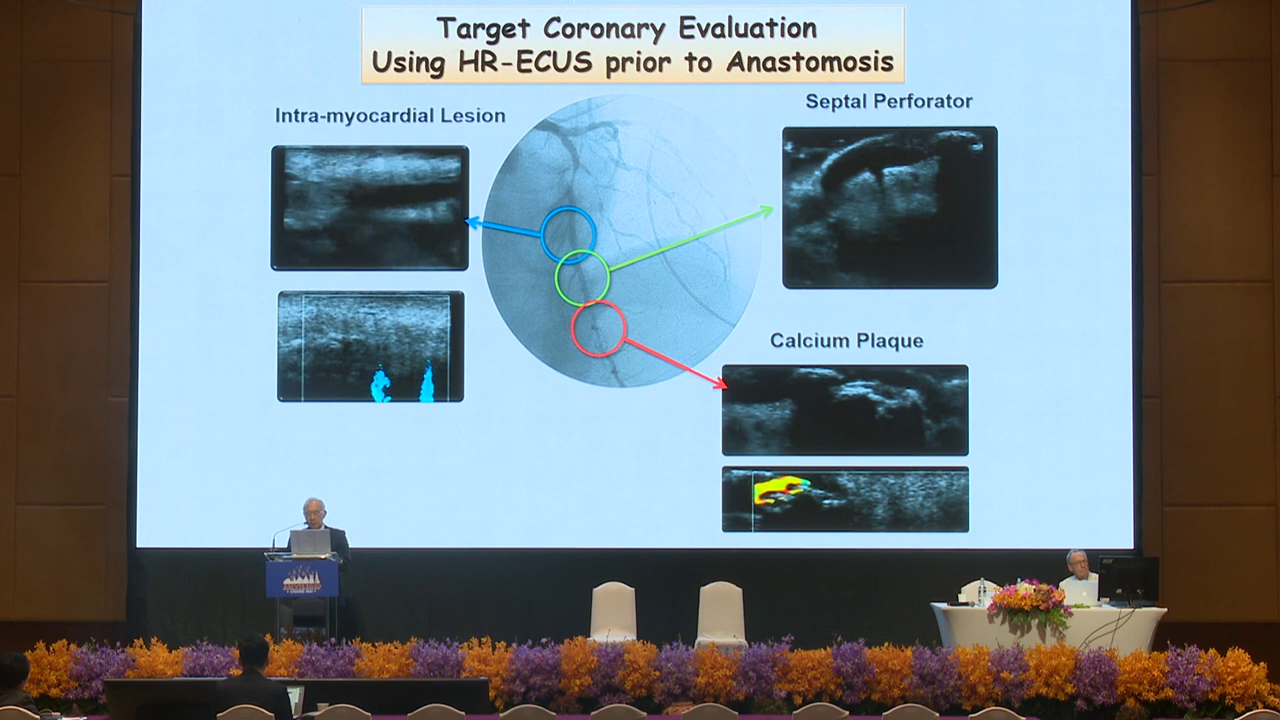 Target Coronary Evaluation
Using HR-ECUS prior to Anastomosis
Intra-myocardial Lesion
Septal Perforator
Calcium Plaque